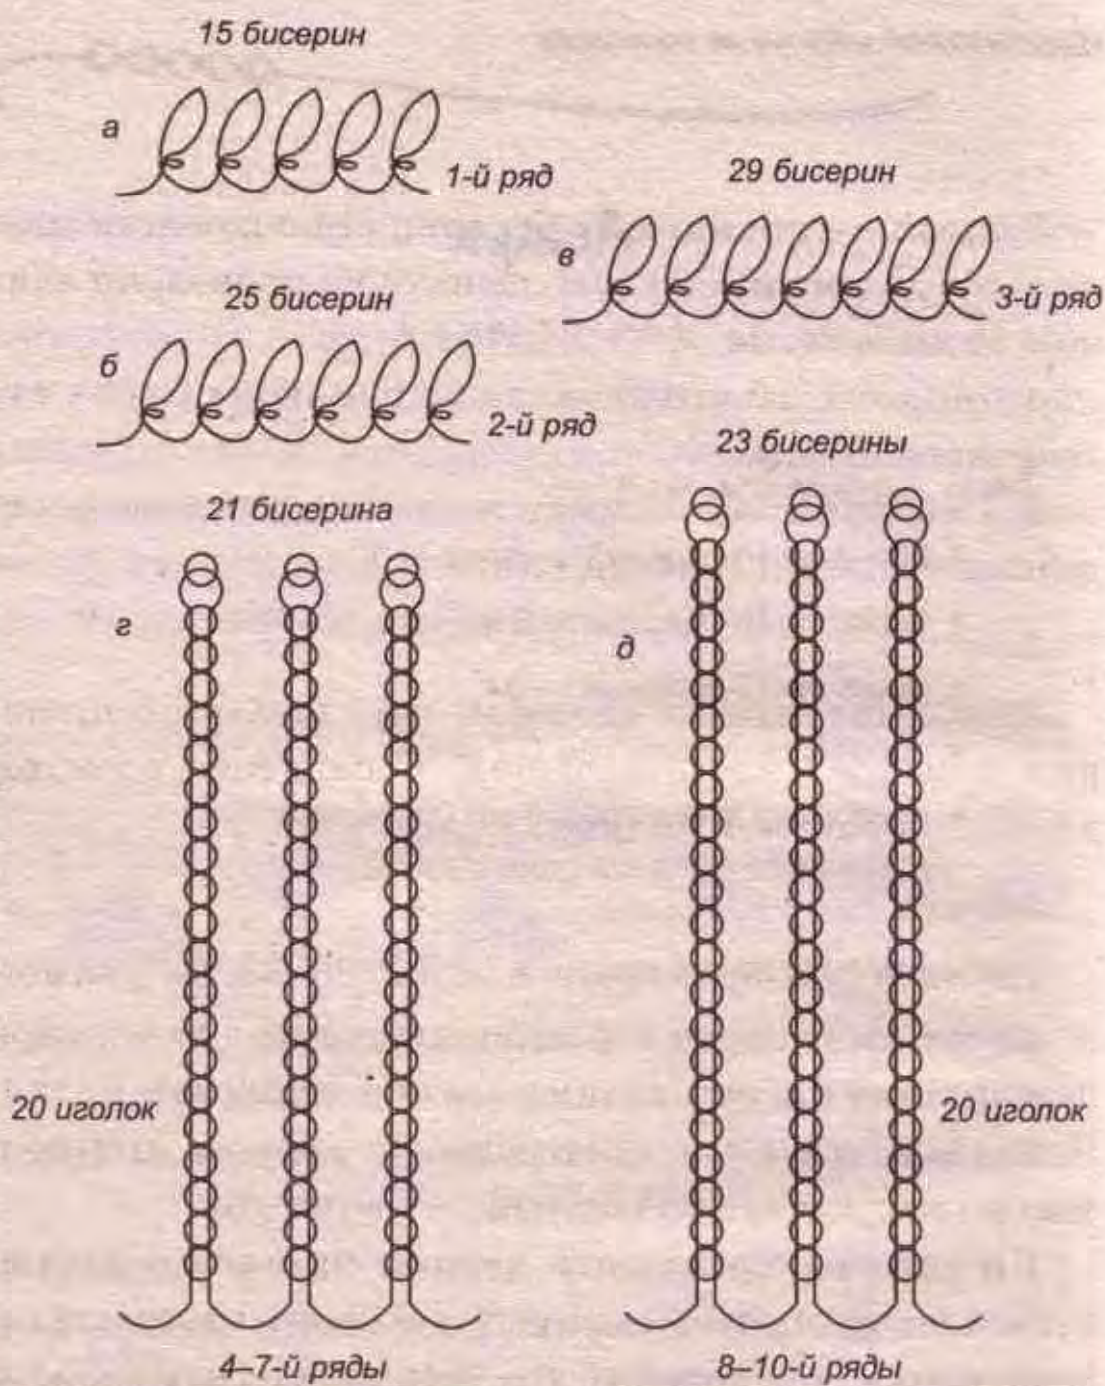 15 бисерин
а
1-й ряд
29 бисерин
в
3-й ряд
25 бисерин
б
2-й ряд
23 бисерины
21 бисерина
г
д
20 иголок
20 иголок
4–7-й ряды
8–10-й ряды